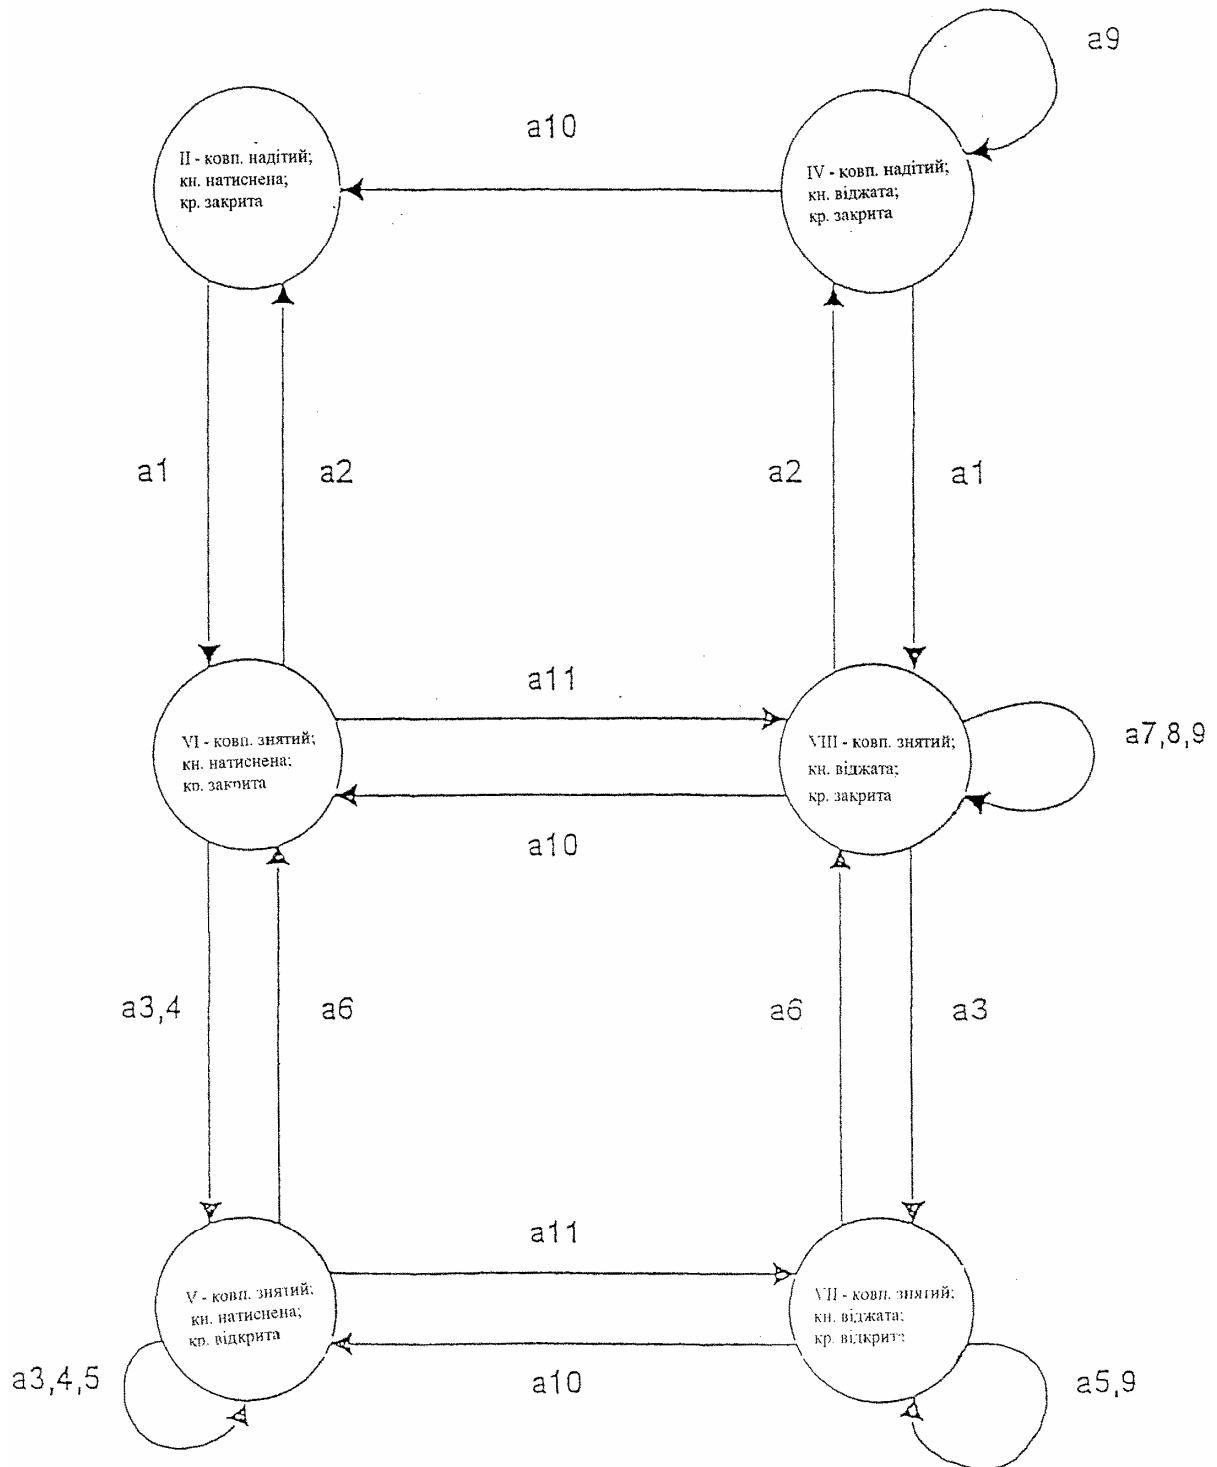 a9
a10
II - ковп. надітий;
кн. натиснена;
кр. закрита
IV - ковп. надітий;
кн. віджата;
кр. закрита
a1
a2
a2
a1
a11
VI - ковп. знятий;
кн. натиснена;
кр. закрита
VIII - ковп. знятий;
кн. віджата;
кр. закрита
a7,8,9
a10
a3,4
a6
a6
a3
a11
V - ковп. знятий;
кн. натиснена;
кр. відкрита
VII - ковп. знятий;
кн. віджата;
кр. відкрита
a3,4,5
a10
a5,9